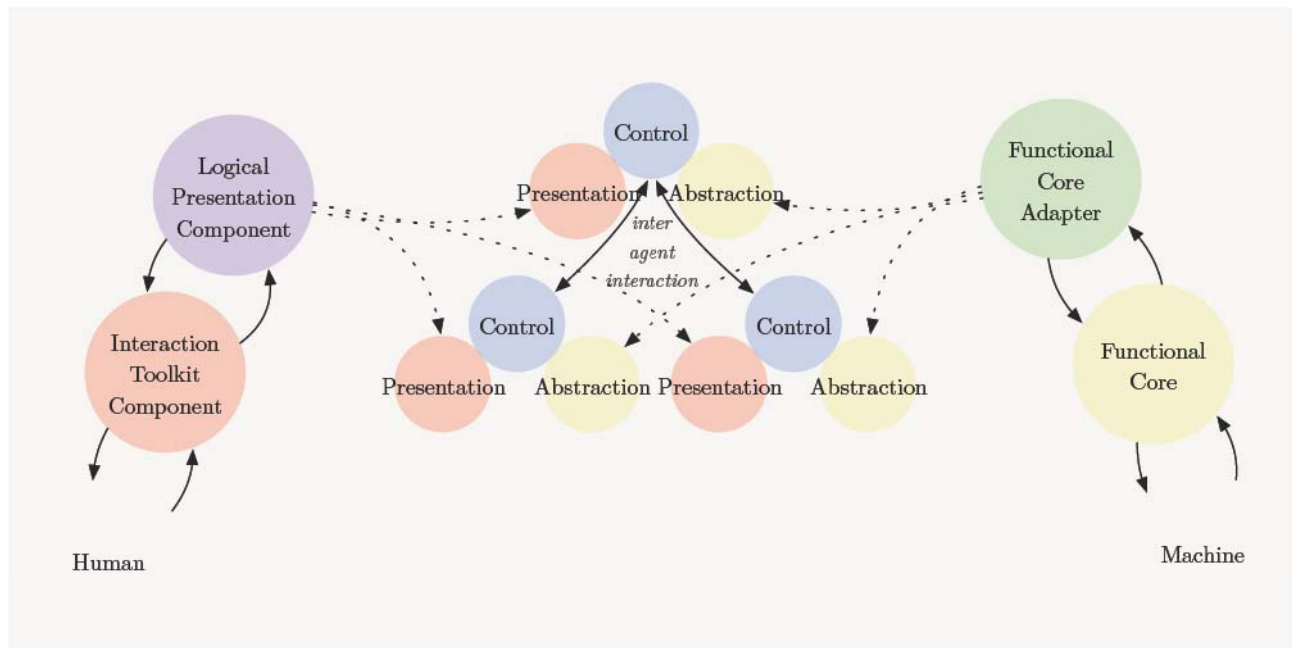 Logical
Presentation
Component
Interaction
Toolkit
Component
Human
Control
Presentation
Abstraction
inter
agent
interaction
Control
Presentation
Abstraction
Control
Presentation
Abstraction
Functional
Core
Adapter
Functional
Core
Machine